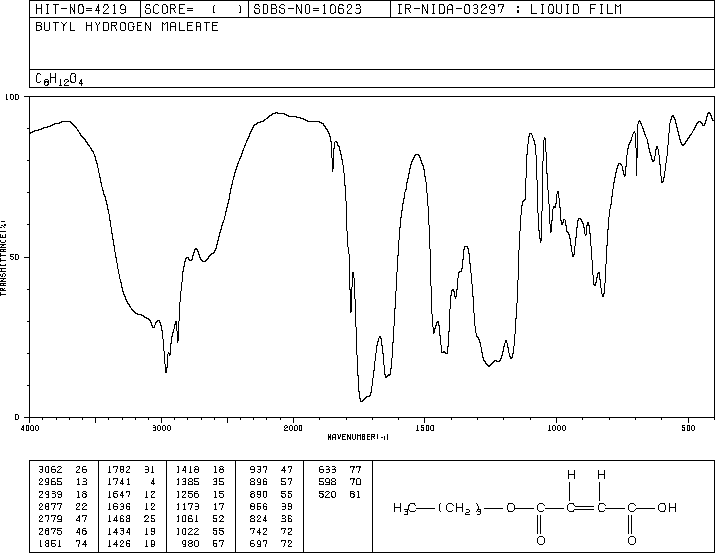 HIT-NO=4219 SCORE= ( ) SDBS-NO=10623 IR-NIDA-03297 : LIQUID FILM
BUTYL HYDROGEN MALEATE
C8H12O4
100
50
0
TRANSMITTANCE(%)
4000 3000 2000 1500 1000 500
WAVENUMBER(-1)
3062 26 1782 31 1418 18 937 47 633 77
2965 13 1741 4 1385 35 896 57 598 70
2939 18 1647 12 1256 15 890 55 520 81
2877 22 1636 12 1173 17 856 39
2779 47 1468 25 1061 52 824 36
2675 46 1434 19 1022 55 742 72
1851 74 1426 19 980 57 697 72
H H
H3C—(CH2)3—O—C—C=C—C—OH
O O